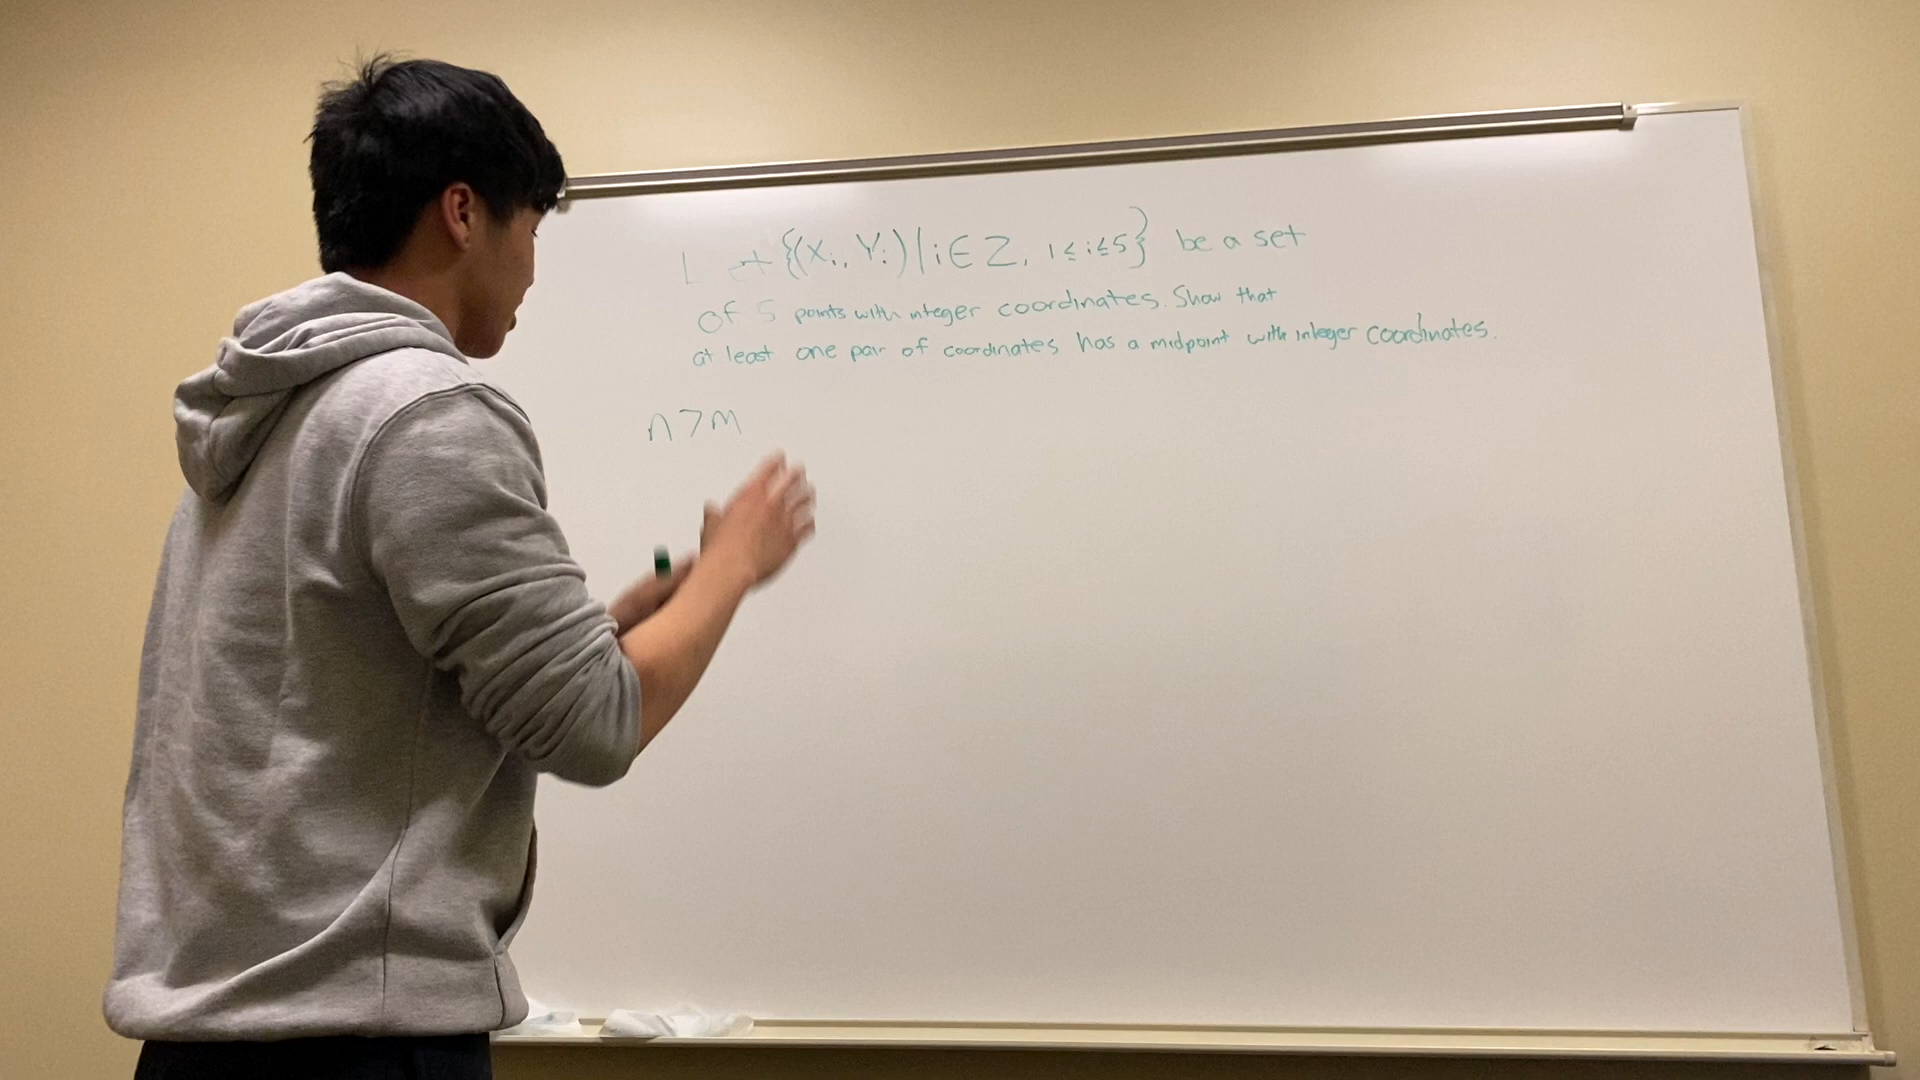 Let {(Xi, Yi) | i ∈ Z, 1 ≤ i ≤ 5} be a set
of 5 points with integer coordinates. Show that
at least one pair of coordinates has a midpoint with integer coordinates.
n > m